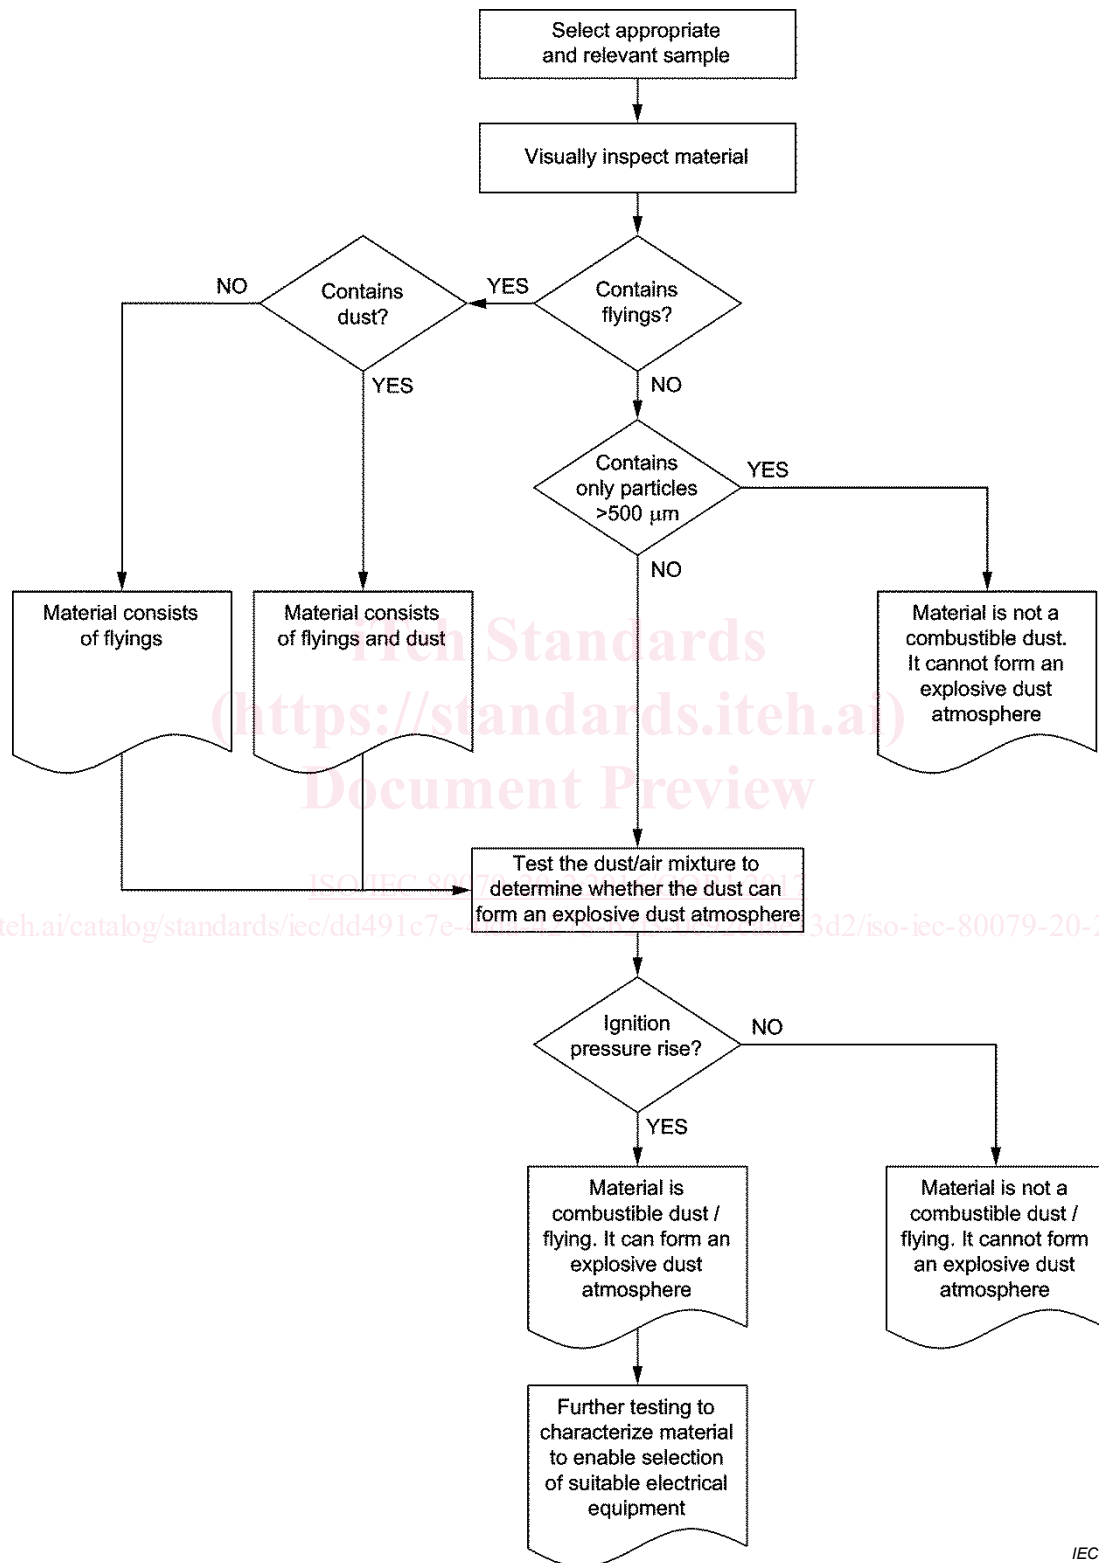 Select appropriate
and relevant sample
Visually inspect material
NO
Contains
dust?
YES
Contains
flyings?
YES
NO
Contains
only particles
>500 µm
YES
NO
Material consists
of flyings
Material consists
of flyings and dust
Material is not a
combustible dust.
It cannot form an
explosive dust
atmosphere
iTeh Standards
(https://standards.iteh.ai)
Document Preview
Test the dust/air mixture to
determine whether the dust can
form an explosive dust atmosphere
Ignition
pressure rise?
NO
YES
Material is
combustible dust /
flying. It can form an
explosive dust
atmosphere
Material is not a
combustible dust /
flying. It cannot form
an explosive dust
atmosphere
Further testing to
characterize material
to enable selection
of suitable electrical
equipment
IEC